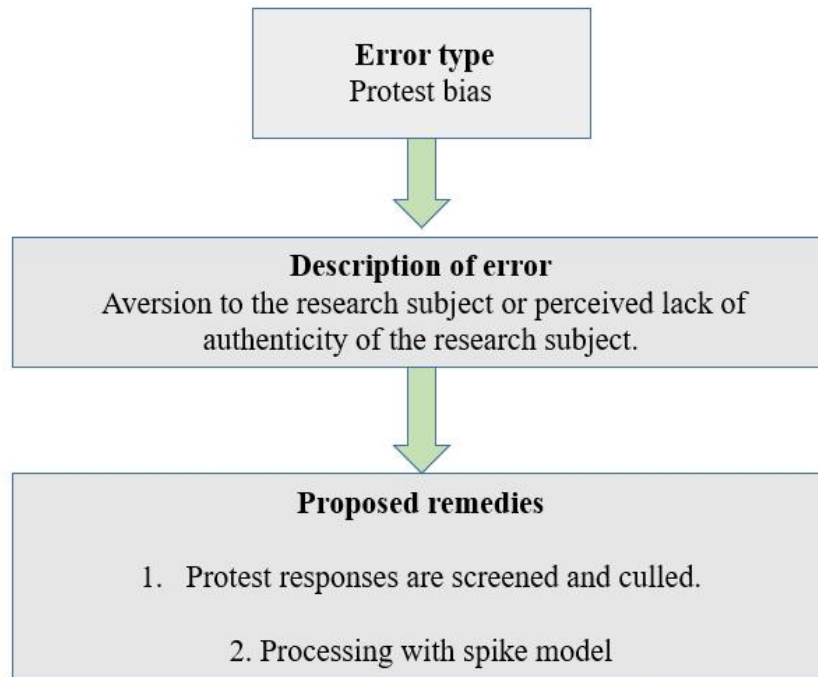 Error type
Protest bias
Description of error
Aversion to the research subject or perceived lack of
authenticity of the research subject.
Proposed remedies
1. Protest responses are screened and culled.
2. Processing with spike model